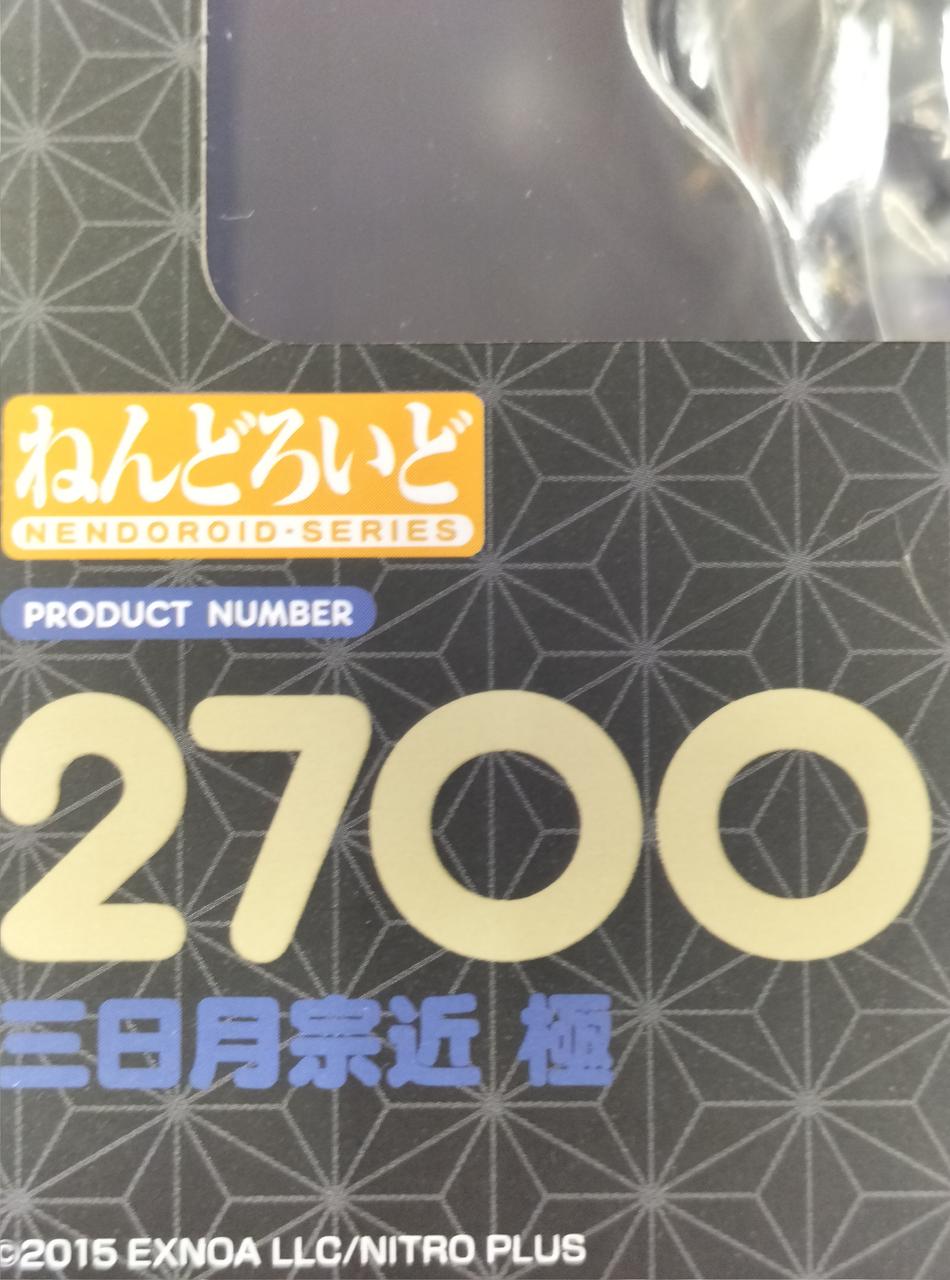 ねんどろいど
NENDOROID·SERIES
PRODUCT NUMBER
2700
三日月宗近 極
©2015 EXNOA LLC/NITRO PLUS